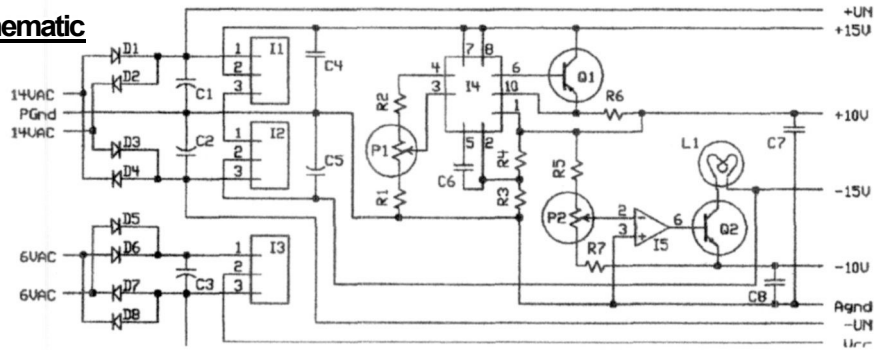 nematic
D1
D2
14VAC
PGnd
14VAC
D3
D4
C1
C2
1
2
3
I1
1
2
3
I2
C4
C5
D5
D6
6VAC
6VAC
D7
D8
C3
1
2
3
I3
R2
P1
R1
4
3
7
8
I4
6
10
1
5
2
C6
R4
R3
Q1
R6
R5
P2
R7
2
3
I5
6
L1
Q2
C7
C8
+UN
+15V
+10V
-15V
-10V
Agnd
-UN
Vcc